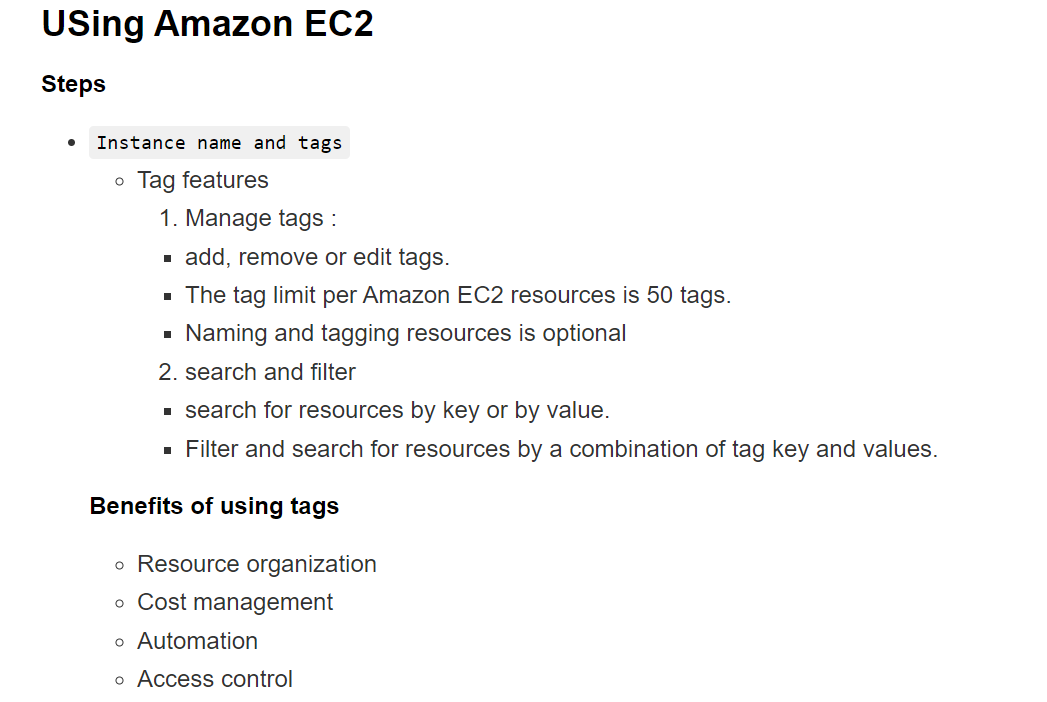 USing Amazon EC2
Steps
Instance name and tags
Tag features
1. Manage tags :
add, remove or edit tags.
The tag limit per Amazon EC2 resources is 50 tags.
Naming and tagging resources is optional
2. search and filter
search for resources by key or by value.
Filter and search for resources by a combination of tag key and values.
Benefits of using tags
Resource organization
Cost management
Automation
Access control